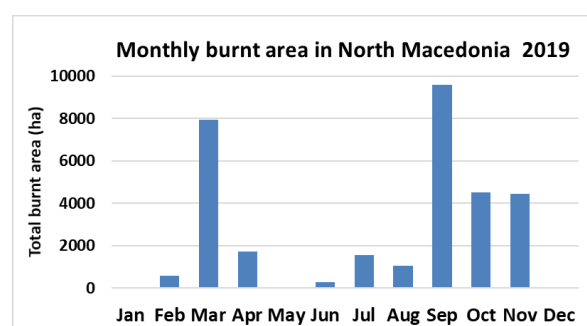 Monthly burnt area in North Macedonia  2019
Total burnt area (ha)
10000
8000
6000
4000
2000
0
Jan Feb Mar Apr May Jun Jul Aug Sep Oct Nov Dec